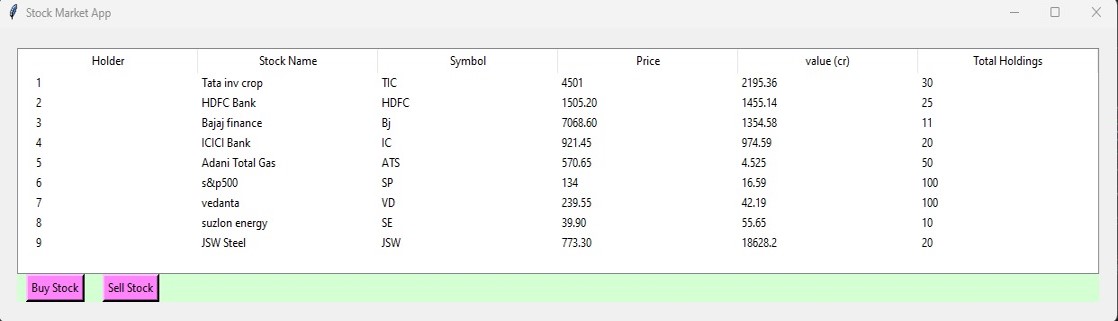 Stock Market App
Holder Stock Name Symbol Price value (cr) Total Holdings
1 Tata inv crop TIC 4501 2195.36 30
2 HDFC Bank HDFC 1505.20 1455.14 25
3 Bajaj finance Bj 7068.60 1354.58 11
4 ICICI Bank IC 921.45 974.59 20
5 Adani Total Gas ATS 570.65 4.525 50
6 s&p500 SP 134 16.59 100
7 vedanta VD 239.55 42.19 100
8 suzlon energy SE 39.90 55.65 10
9 JSW Steel JSW 773.30 18628.2 20
Buy Stock Sell Stock